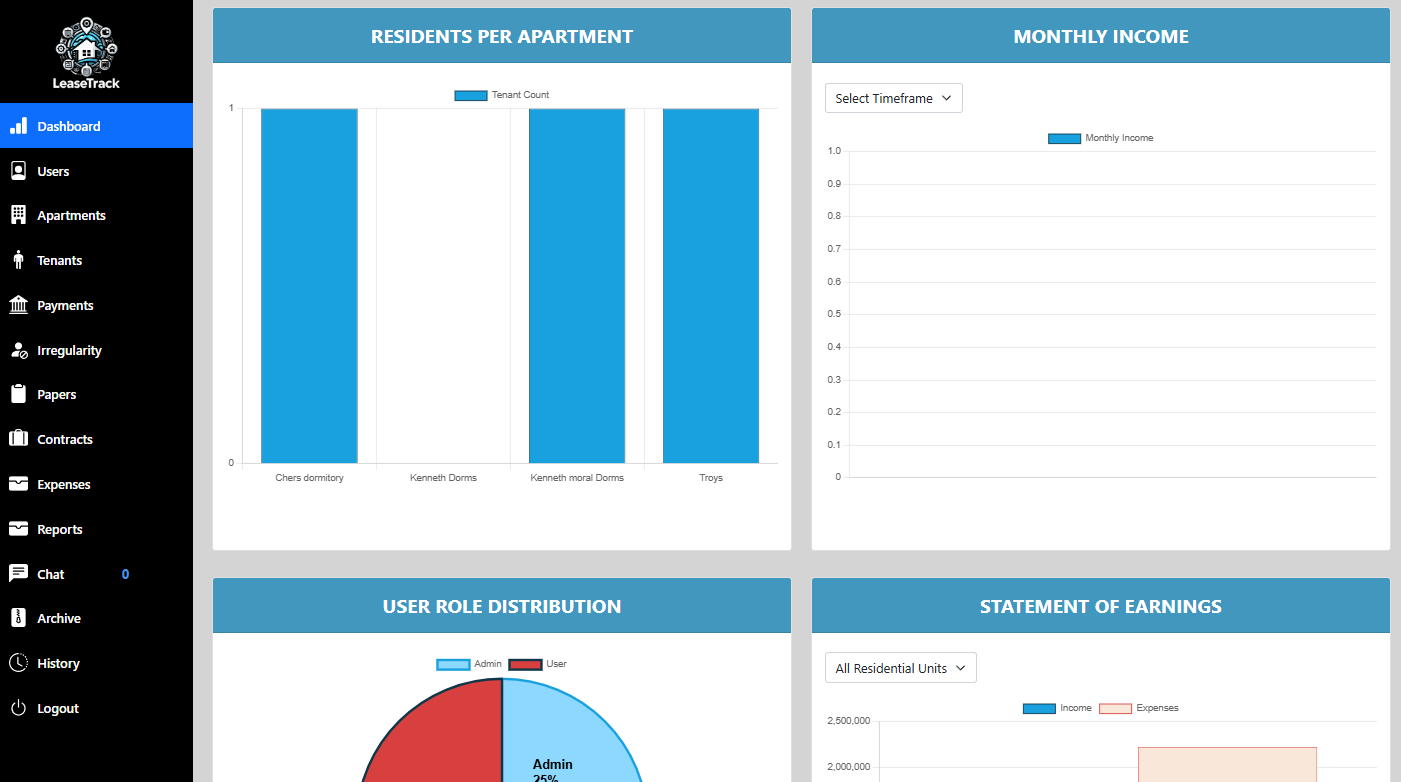 LeaseTrack
Dashboard
Users
Apartments
Tenants
Payments
Irregularity
Papers
Contracts
Expenses
Reports
Chat 0
Archive
History
Logout
RESIDENTS PER APARTMENT
Tenant Count
1
0
Chers dormitory Kenneth Dorms Kenneth moral Dorms Troys
MONTHLY INCOME
Select Timeframe
Monthly Income
1.0
0.9
0.8
0.7
0.6
0.5
0.4
0.3
0.2
0.1
0
USER ROLE DISTRIBUTION
Admin User
Admin
25%
STATEMENT OF EARNINGS
All Residential Units
Income Expenses
2,500,000
2,000,000